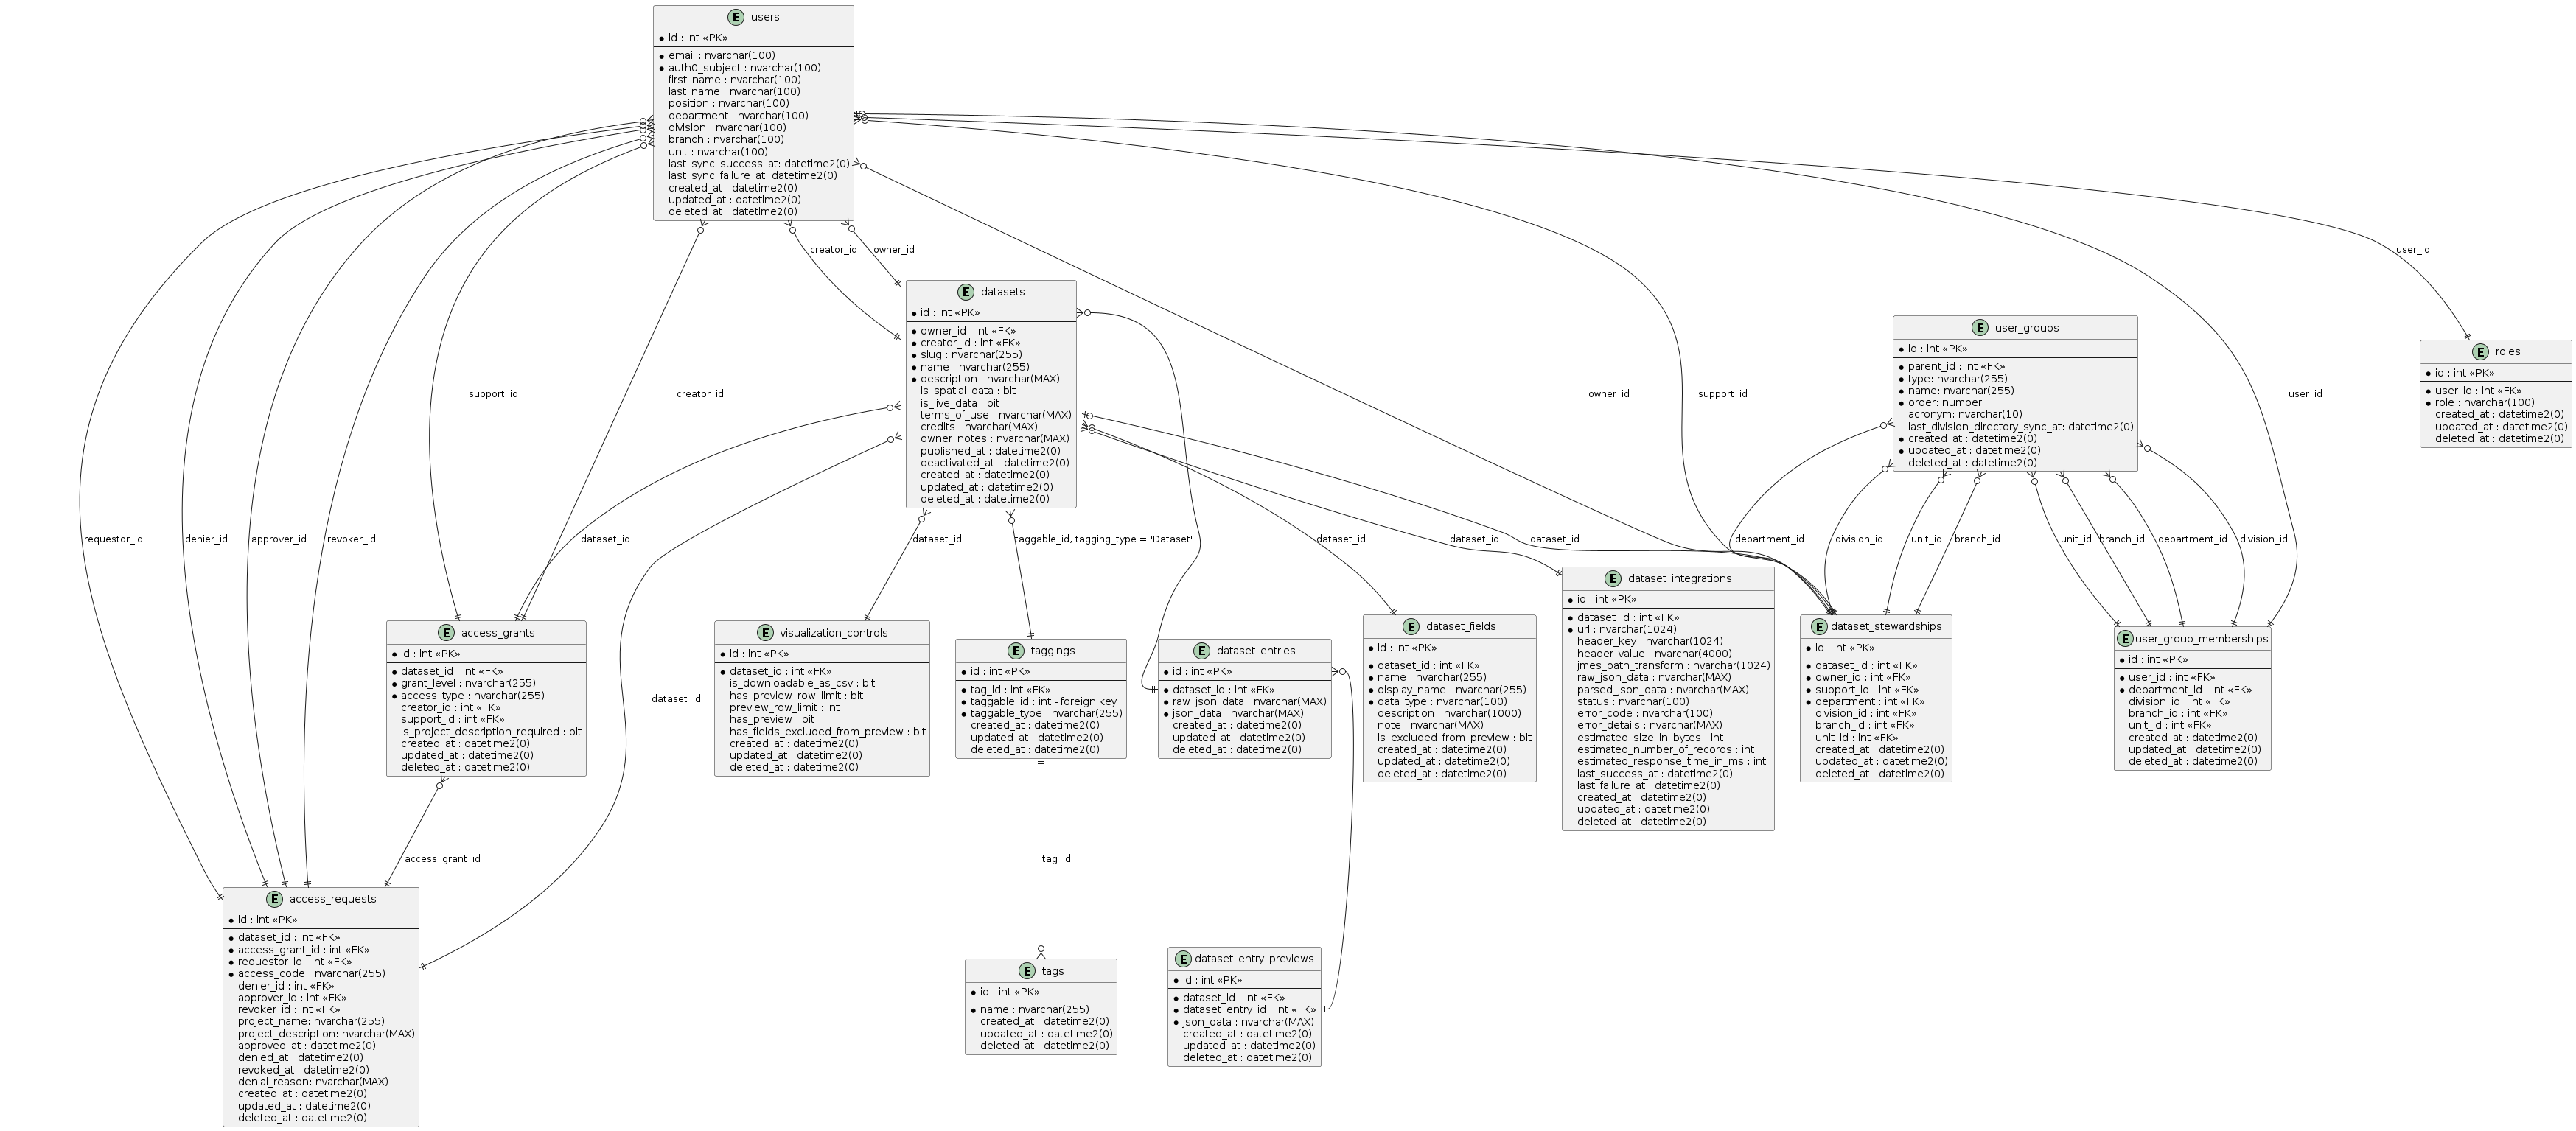 E users
id : int «PK»
email : nvarchar(100)
auth0_subject : nvarchar(100)
first_name : nvarchar(100)
last_name : nvarchar(100)
position : nvarchar(100)
department : nvarchar(100)
division : nvarchar(100)
branch : nvarchar(100)
unit : nvarchar(100)
last_sync_success_at: datetime2(0)
last_sync_failure_at: datetime2(0)
created_at : datetime2(0)
updated_at : datetime2(0)
deleted_at : datetime2(0)
creator_id
owner_id
user_id
E datasets
id : int «PK»
owner_id : int «FK»
creator_id : int «FK»
slug : nvarchar(255)
name : nvarchar(255)
description : nvarchar(MAX)
is_spatial_data : bit
is_live_data : bit
terms_of_use : nvarchar(MAX)
credits : nvarchar(MAX)
owner_notes : nvarchar(MAX)
published_at : datetime2(0)
deactivated_at : datetime2(0)
created_at : datetime2(0)
updated_at : datetime2(0)
deleted_at : datetime2(0)
E user_groups
id : int «PK»
parent_id : int «FK»
type: nvarchar(255)
name: nvarchar(255)
order: number
acronym: nvarchar(10)
last_division_directory_sync_at: datetime2(0)
created_at : datetime2(0)
updated_at : datetime2(0)
deleted_at : datetime2(0)
E roles
id : int «PK»
user_id : int «FK»
role : nvarchar(100)
created_at : datetime2(0)
updated_at : datetime2(0)
deleted_at : datetime2(0)
support_id
creator_id
owner_id
support_id
user_id
requestor_id
denier_id
approver_id
revoker_id
dataset_id
dataset_id
taggable_id, tagging_type = 'Dataset'
dataset_id
dataset_id
dataset_id
department_id
division_id
unit_id
branch_id
unit_id
branch_id
department_id
division_id
E access_grants
id : int «PK»
dataset_id : int «FK»
grant_level : nvarchar(255)
access_type : nvarchar(255)
creator_id : int «FK»
support_id : int «FK»
is_project_description_required : bit
created_at : datetime2(0)
updated_at : datetime2(0)
deleted_at : datetime2(0)
dataset_id
E visualization_controls
id : int «PK»
dataset_id : int «FK»
is_downloadable_as_csv : bit
has_preview_row_limit : bit
preview_row_limit : int
has_preview : bit
has_fields_excluded_from_preview : bit
created_at : datetime2(0)
updated_at : datetime2(0)
deleted_at : datetime2(0)
E taggings
id : int «PK»
tag_id : int «FK»
taggable_id : int - foreign key
taggable_type : nvarchar(255)
created_at : datetime2(0)
updated_at : datetime2(0)
deleted_at : datetime2(0)
E dataset_entries
id : int «PK»
dataset_id : int «FK»
raw_json_data : nvarchar(MAX)
json_data : nvarchar(MAX)
created_at : datetime2(0)
updated_at : datetime2(0)
deleted_at : datetime2(0)
E dataset_fields
id : int «PK»
dataset_id : int «FK»
name : nvarchar(255)
display_name : nvarchar(255)
data_type : nvarchar(100)
description : nvarchar(1000)
note : nvarchar(MAX)
is_excluded_from_preview : bit
created_at : datetime2(0)
updated_at : datetime2(0)
deleted_at : datetime2(0)
E dataset_integrations
id : int «PK»
dataset_id : int «FK»
url : nvarchar(1024)
header_key : nvarchar(1024)
header_value : nvarchar(4000)
jmes_path_transform : nvarchar(1024)
raw_json_data : nvarchar(MAX)
parsed_json_data : nvarchar(MAX)
status : nvarchar(100)
error_code : nvarchar(100)
error_details : nvarchar(MAX)
estimated_size_in_bytes : int
estimated_number_of_records : int
estimated_response_time_in_ms : int
last_success_at : datetime2(0)
last_failure_at : datetime2(0)
created_at : datetime2(0)
updated_at : datetime2(0)
deleted_at : datetime2(0)
E dataset_stewardships
id : int «PK»
dataset_id : int «FK»
owner_id : int «FK»
support_id : int «FK»
department : int «FK»
division_id : int «FK»
branch_id : int «FK»
unit_id : int «FK»
created_at : datetime2(0)
updated_at : datetime2(0)
deleted_at : datetime2(0)
E user_group_memberships
id : int «PK»
user_id : int «FK»
department_id : int «FK»
division_id : int «FK»
branch_id : int «FK»
unit_id : int «FK»
created_at : datetime2(0)
updated_at : datetime2(0)
deleted_at : datetime2(0)
access_grant_id
tag_id
E access_requests
id : int «PK»
dataset_id : int «FK»
access_grant_id : int «FK»
requestor_id : int «FK»
access_code : nvarchar(255)
denier_id : int «FK»
approver_id : int «FK»
revoker_id : int «FK»
project_name: nvarchar(255)
project_description: nvarchar(MAX)
approved_at : datetime2(0)
denied_at : datetime2(0)
revoked_at : datetime2(0)
denial_reason: nvarchar(MAX)
created_at : datetime2(0)
updated_at : datetime2(0)
deleted_at : datetime2(0)
E tags
id : int «PK»
name : nvarchar(255)
created_at : datetime2(0)
updated_at : datetime2(0)
deleted_at : datetime2(0)
E dataset_entry_previews
id : int «PK»
dataset_id : int «FK»
dataset_entry_id : int «FK»
json_data : nvarchar(MAX)
created_at : datetime2(0)
updated_at : datetime2(0)
deleted_at : datetime2(0)